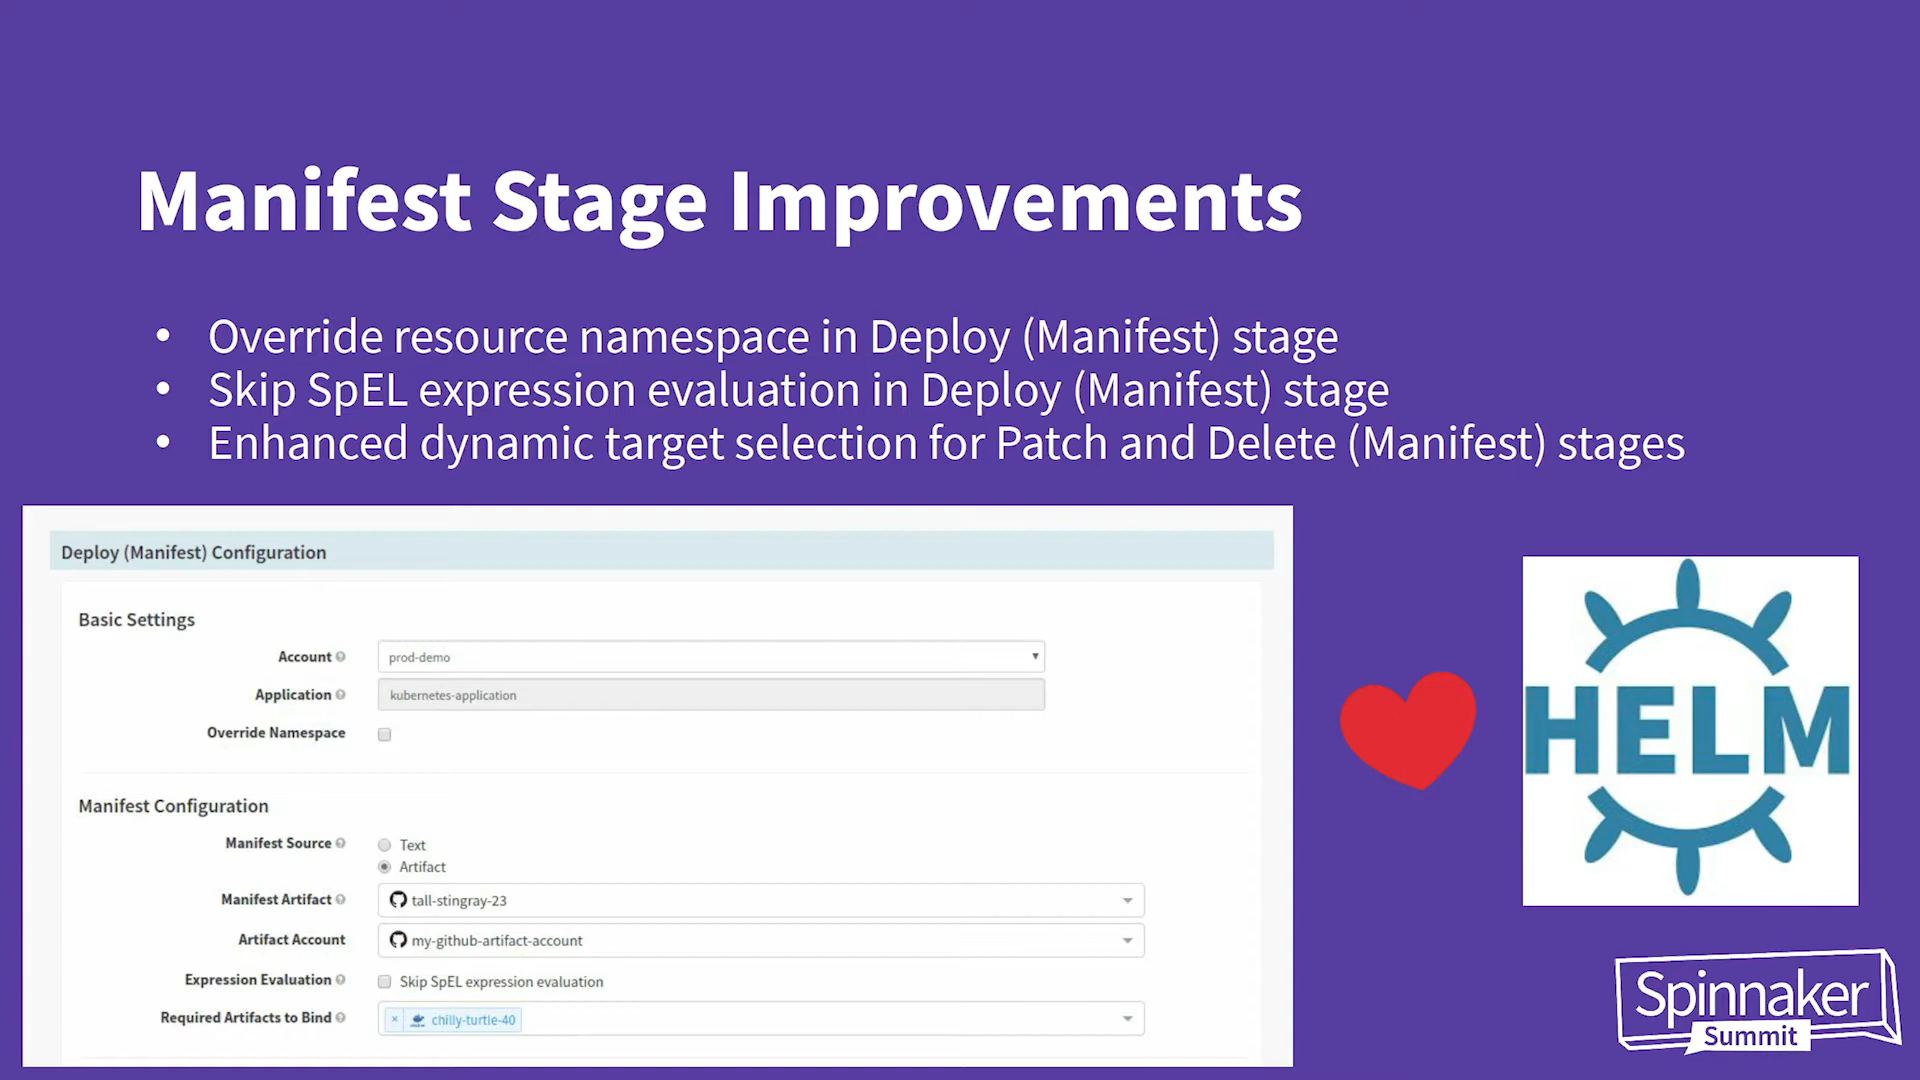 Manifest Stage Improvements
• Override resource namespace in Deploy (Manifest) stage
• Skip SpEL expression evaluation in Deploy (Manifest) stage
• Enhanced dynamic target selection for Patch and Delete (Manifest) stages
Deploy (Manifest) Configuration
Basic Settings
Account prod-demo
Application kubernetes-application
Override Namespace
Manifest Configuration
Manifest Source Text
Artifact
Manifest Artifact tall-stingray-23
Artifact Account my-github-artifact-account
Expression Evaluation Skip SpEL expression evaluation
Required Artifacts to Bind × chilly-turtle-40
HELM
Spinnaker
Summit